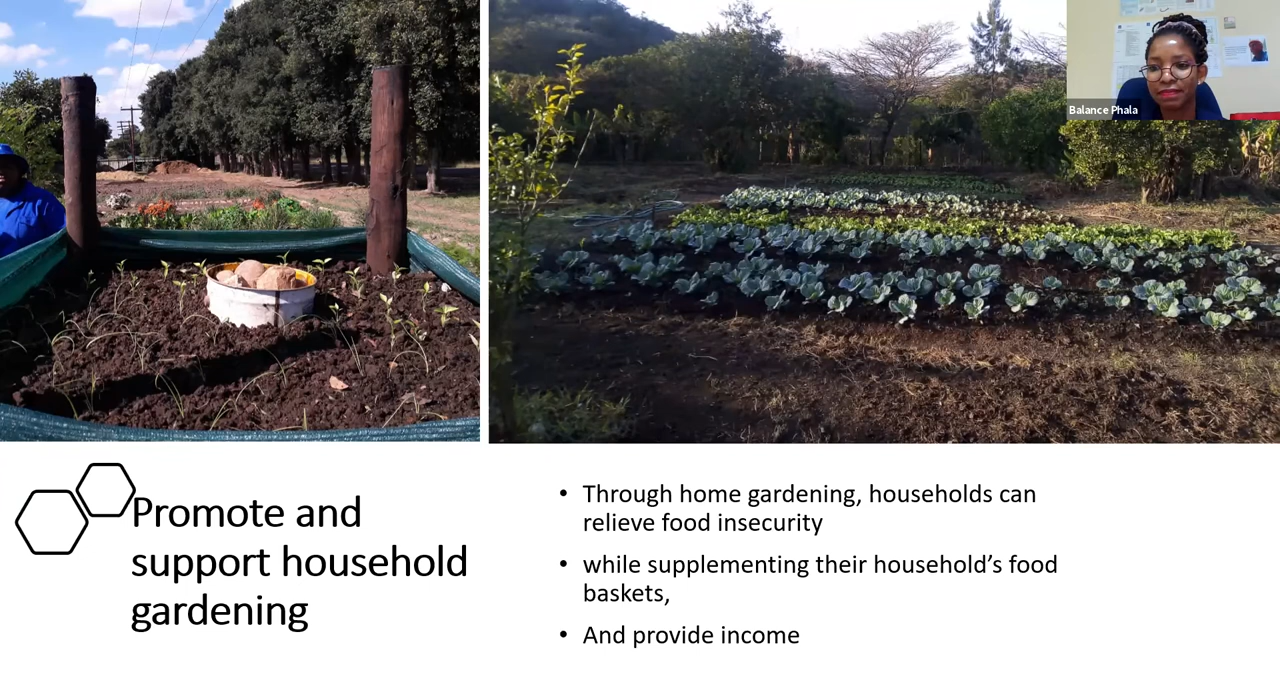 Balance Phala
Promote and
support household
gardening
• Through home gardening, households can
relieve food insecurity
• while supplementing their household’s food
baskets,
• And provide income